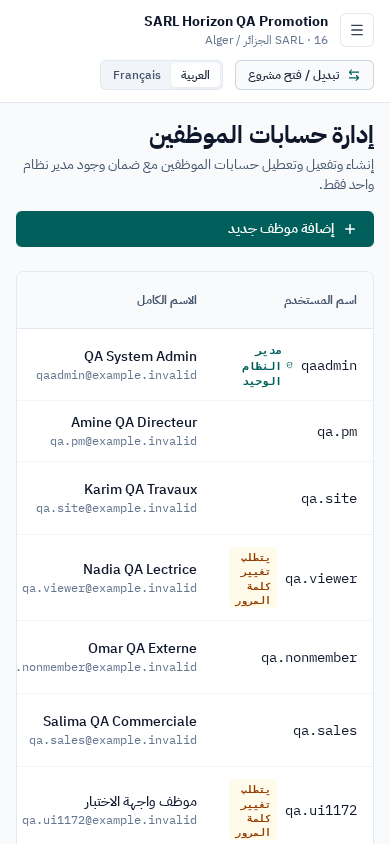 SARL Horizon QA Promotion
SARL · 16 الجزائر / Alger
تبديل / فتح مشروع
العربية
Français
إدارة حسابات الموظفين
إنشاء وتفعيل وتعطيل حسابات الموظفين مع ضمان وجود مدير نظام
واحد فقط.
إضافة موظف جديد
اسم المستخدم
الاسم الكامل
qaadmin
مدير
النظام
الوحيد
QA System Admin
qaadmin@example.invalid
qa.pm
Amine QA Directeur
qa.pm@example.invalid
qa.site
Karim QA Travaux
qa.site@example.invalid
qa.viewer
يتطلب
تغيير
كلمة
المرور
Nadia QA Lectrice
qa.viewer@example.invalid
qa.nonmember
Omar QA Externe
.nonmember@example.invalid
qa.sales
Salima QA Commerciale
qa.sales@example.invalid
qa.ui1172
يتطلب
تغيير
كلمة
المرور
موظف واجهة الاختبار
qa.ui1172@example.invalid